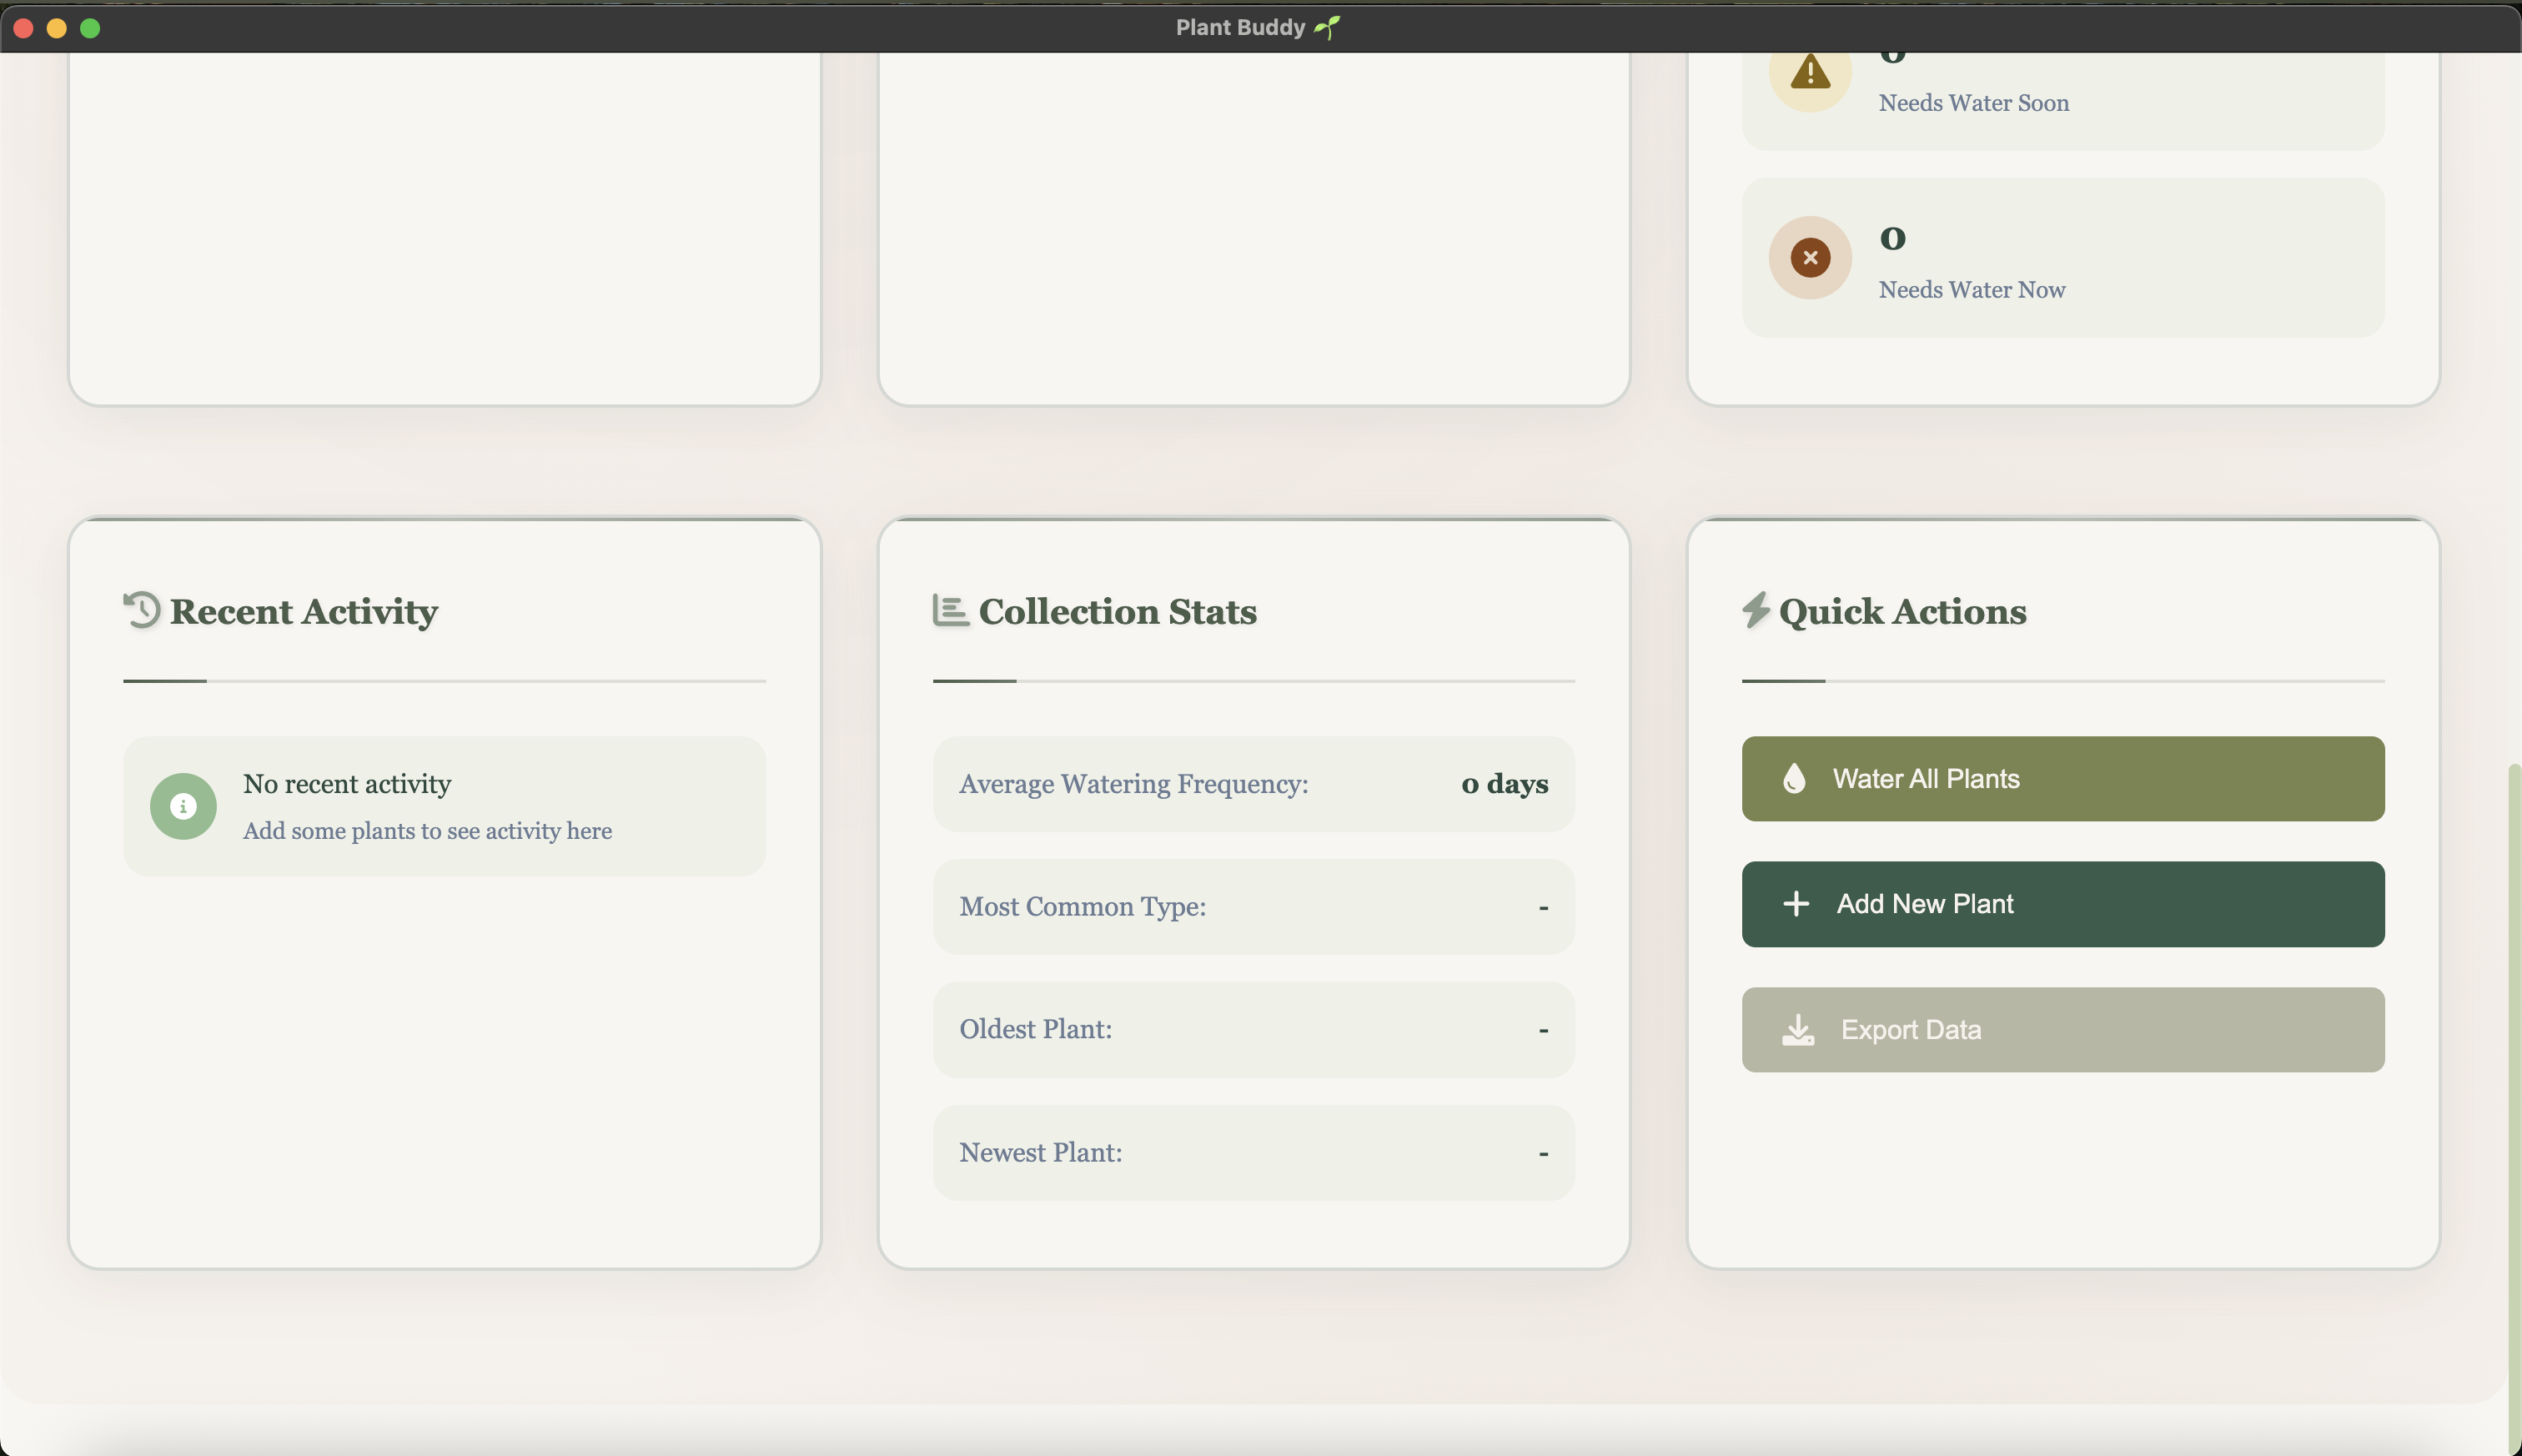 Plant Buddy 🌱
0
Needs Water Soon
0
Needs Water Now
Recent Activity
No recent activity
Add some plants to see activity here
Collection Stats
Average Watering Frequency: 0 days
Most Common Type: -
Oldest Plant: -
Newest Plant: -
Quick Actions
Water All Plants
Add New Plant
Export Data